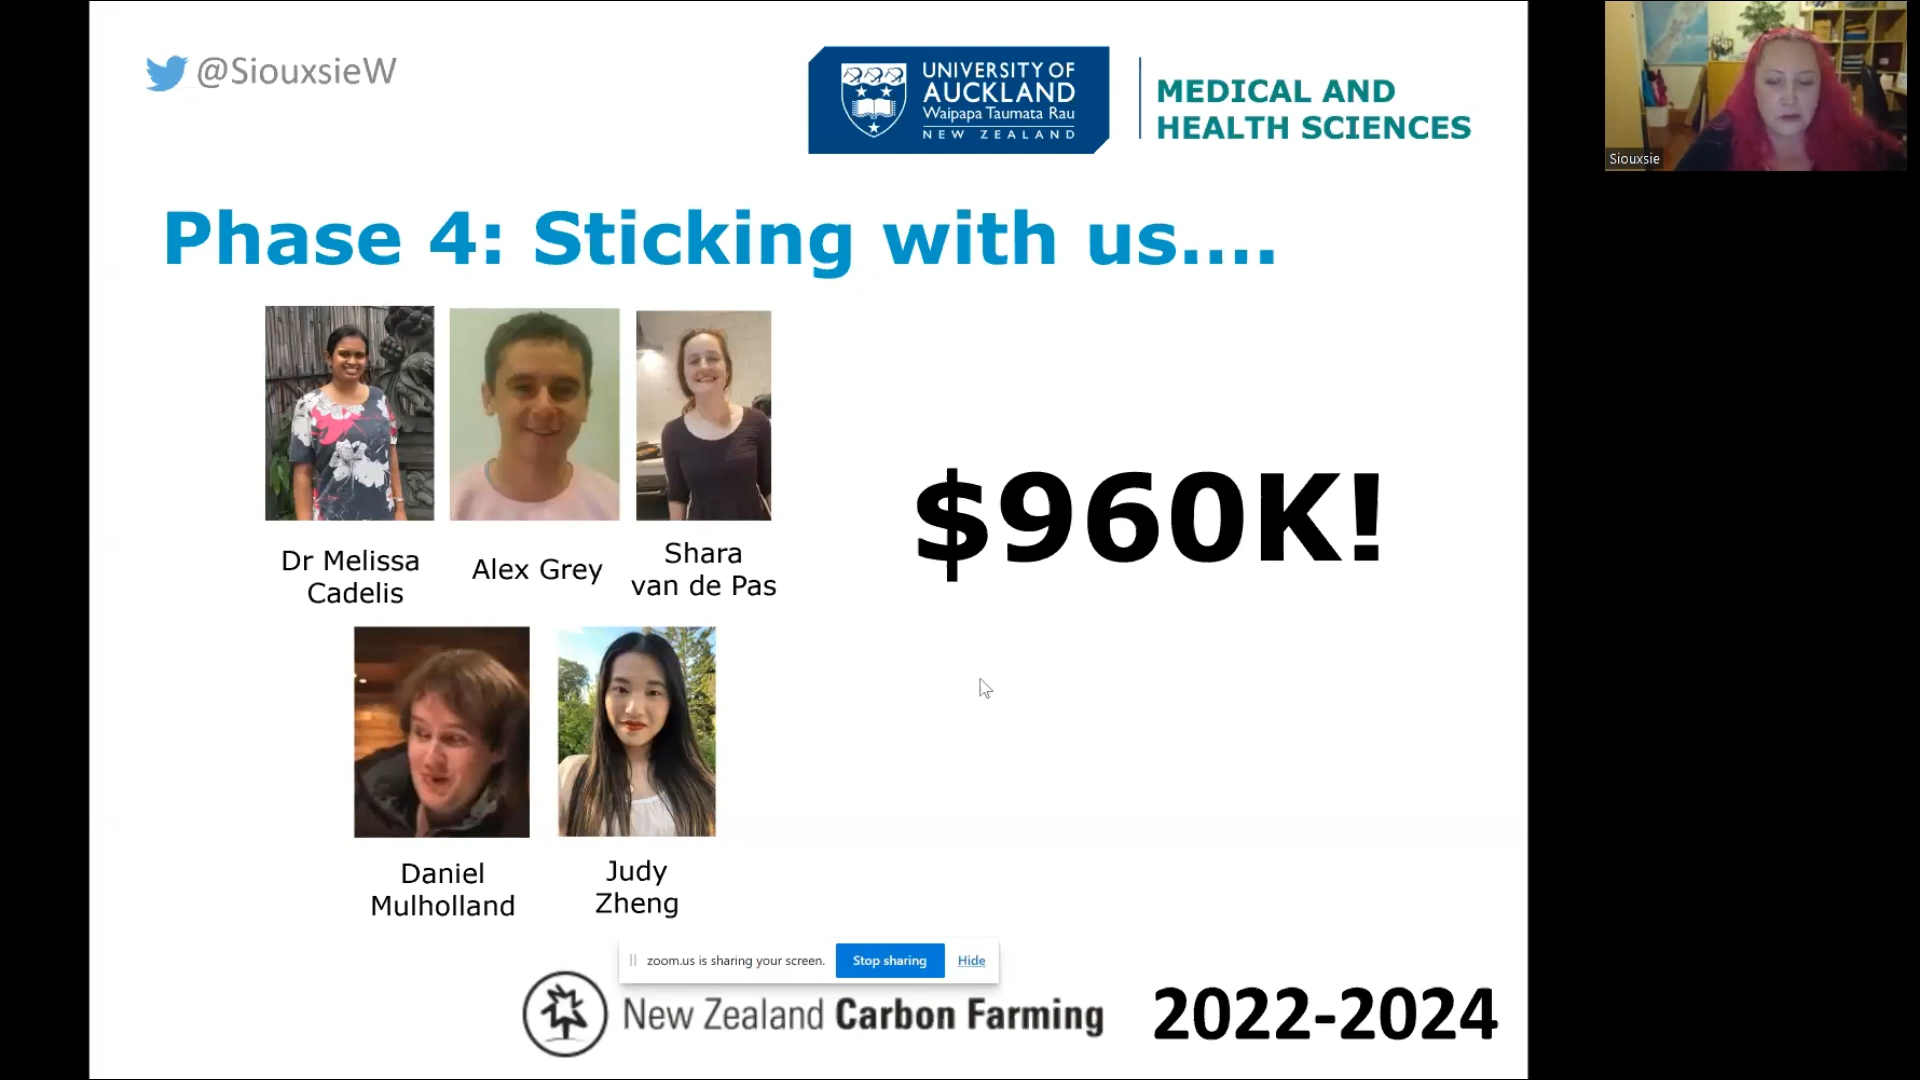 @SiouxsieW
UNIVERSITY OF
AUCKLAND
Waipapa Taumata Rau
NEW ZEALAND
MEDICAL AND
HEALTH SCIENCES
Siouxsie
Phase 4: Sticking with us....
Dr Melissa
Cadelis
Alex Grey
Shara
van de Pas
$960K!
Daniel
Mulholland
Judy
Zheng
zoom.us is sharing your screen.
Stop sharing
Hide
New Zealand Carbon Farming
2022-2024